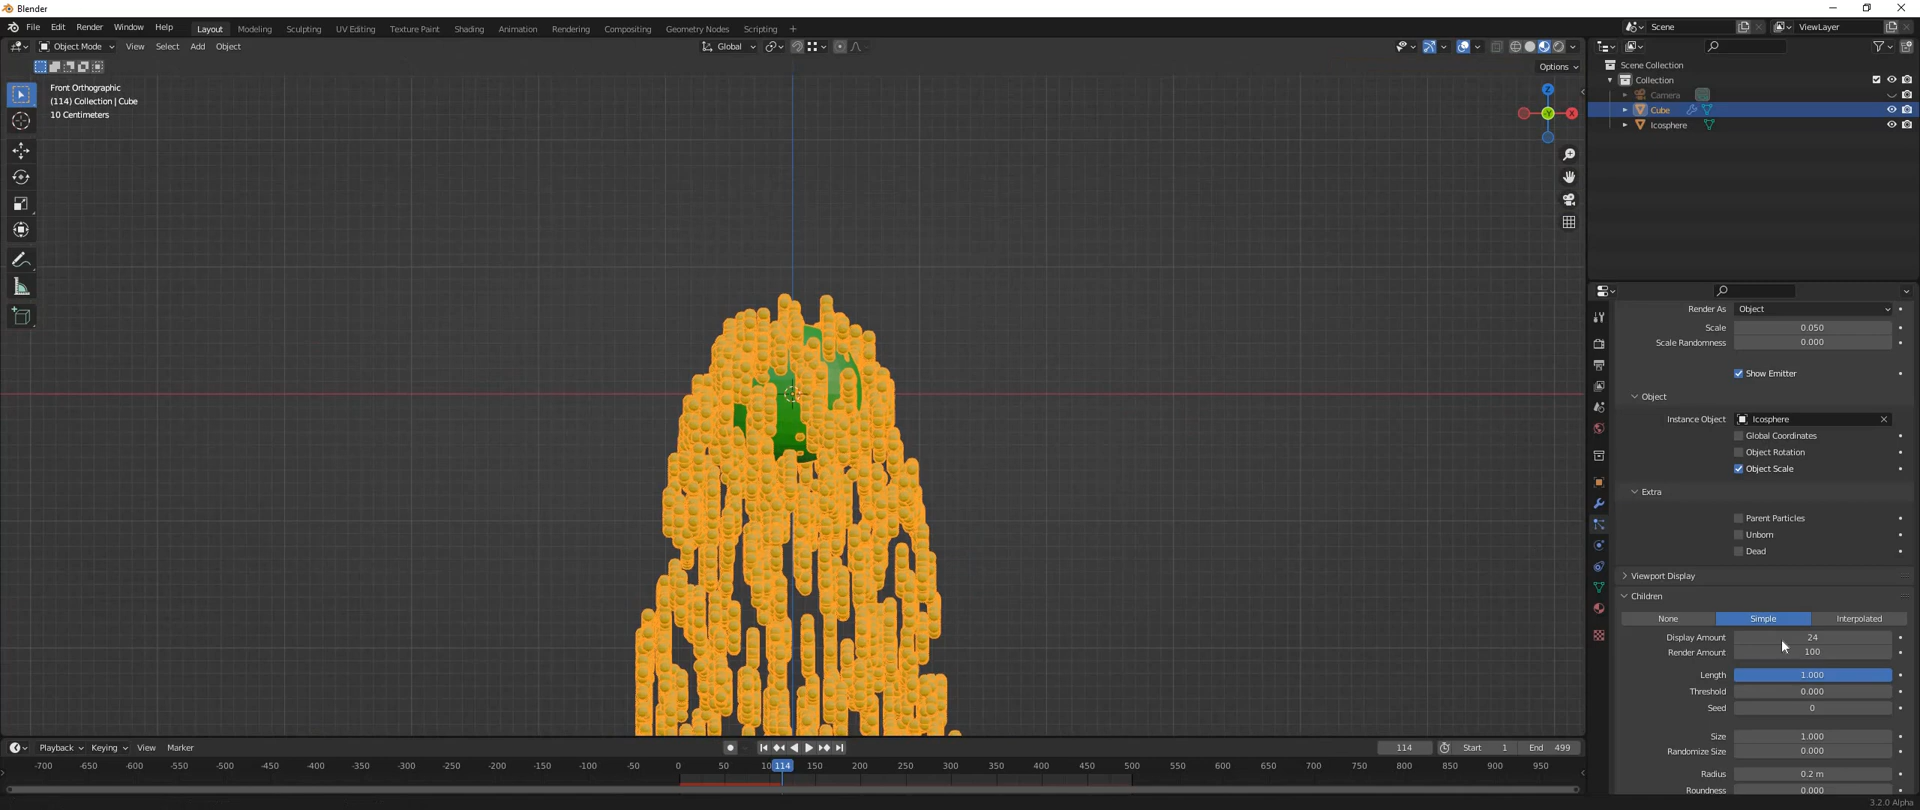 Blender
File Edit Render Window Help
Layout Modeling Sculpting UV Editing Texture Paint Shading Animation Rendering Compositing Geometry Nodes Scripting +
Scene
ViewLayer
Object Mode View Select Add Object
Global
Options
Front Orthographic
(114) Collection | Cube
10 Centimeters
Z
Y
X
Scene Collection
Collection
Camera
Cube
Icosphere
Render As Object
Scale 0.050
Scale Randomness 0.000
Show Emitter
Object
Instance Object Icosphere
Global Coordinates
Object Rotation
Object Scale
Extra
Parent Particles
Unborn
Dead
Viewport Display
Children
None Simple Interpolated
Display Amount 24
Render Amount 100
Length 1.000
Threshold 0.000
Seed 0
Size 1.000
Randomize Size 0.000
Radius 0.2 m
Roundness 0.000
Playback Keying View Marker
114 Start 1 End 499
-700 -650 -600 -550 -500 -450 -400 -350 -300 -250 -200 -150 -100 -50 0 50 10 114 150 200 250 300 350 400 450 500 550 600 650 700 750 800 850 900 950
3.2.0 Alpha